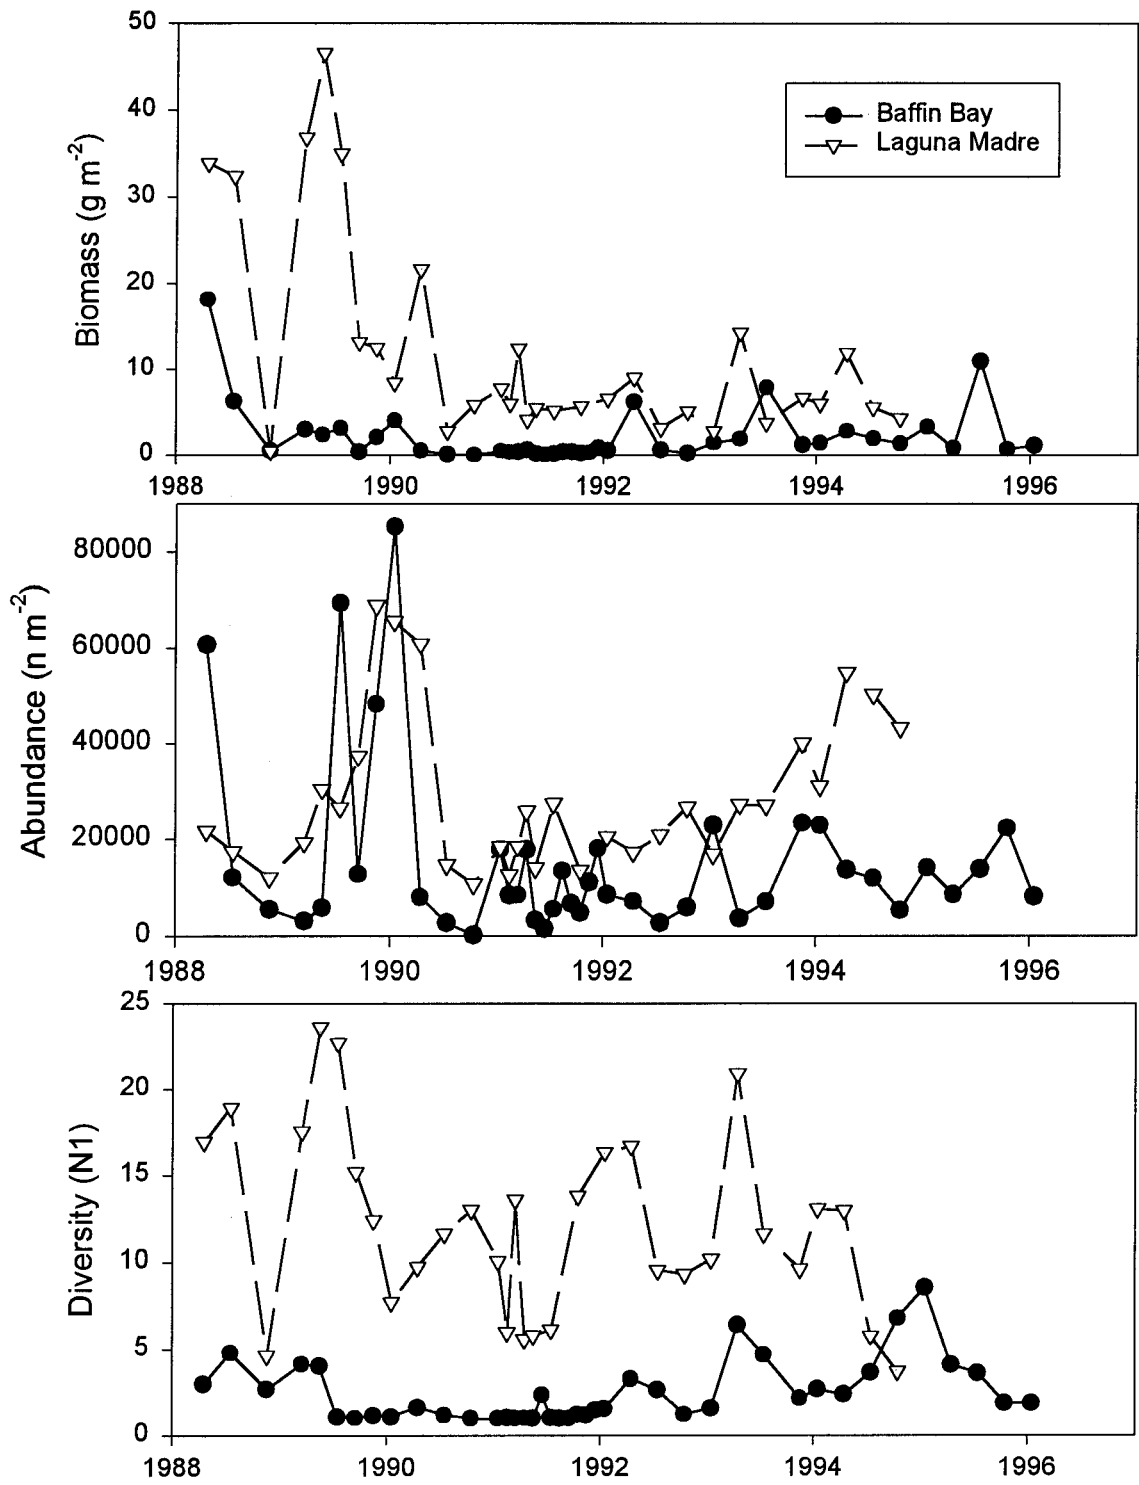 50
40
30
20
10
0
Biomass (g m-2)
Baffin Bay
Laguna Madre
1988 1990 1992 1994 1996
80000
60000
40000
20000
0
Abundance (n m-2)
1988 1990 1992 1994 1996
25
20
15
10
5
0
Diversity (N1)
1988 1990 1992 1994 1996